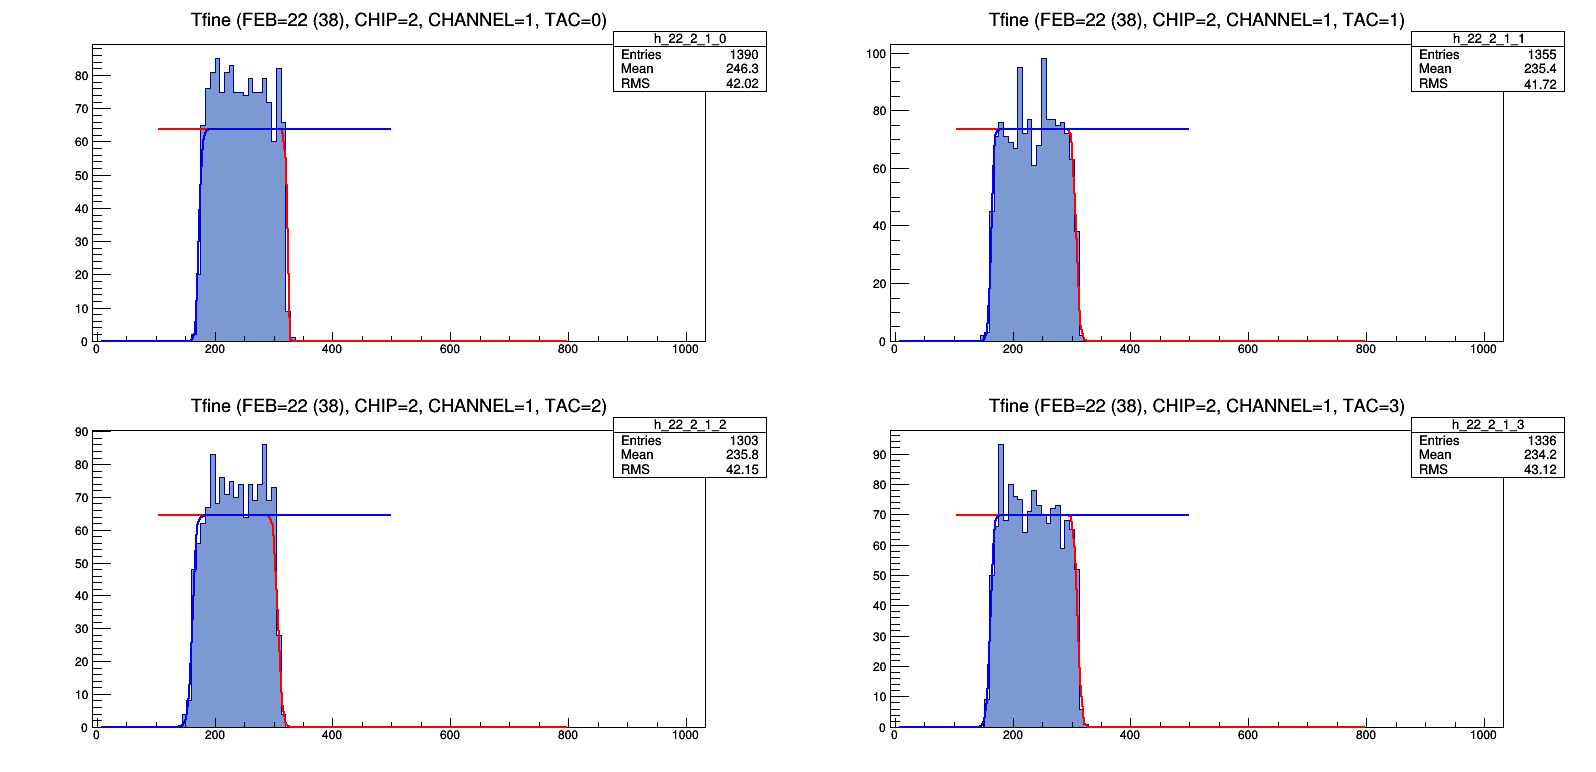 Tfine (FEB=22 (38), CHIP=2, CHANNEL=1, TAC=0)
h_22_2_1_0
Entries 1390
Mean 246.3
RMS 42.02
80
70
60
50
40
30
20
10
0
0 200 400 600 800 1000
Tfine (FEB=22 (38), CHIP=2, CHANNEL=1, TAC=1)
h_22_2_1_1
Entries 1355
Mean 235.4
RMS 41.72
100
80
60
40
20
0
0 200 400 600 800 1000
Tfine (FEB=22 (38), CHIP=2, CHANNEL=1, TAC=2)
h_22_2_1_2
Entries 1303
Mean 235.8
RMS 42.15
90
80
70
60
50
40
30
20
10
0
0 200 400 600 800 1000
Tfine (FEB=22 (38), CHIP=2, CHANNEL=1, TAC=3)
h_22_2_1_3
Entries 1336
Mean 234.2
RMS 43.12
90
80
70
60
50
40
30
20
10
0
0 200 400 600 800 1000